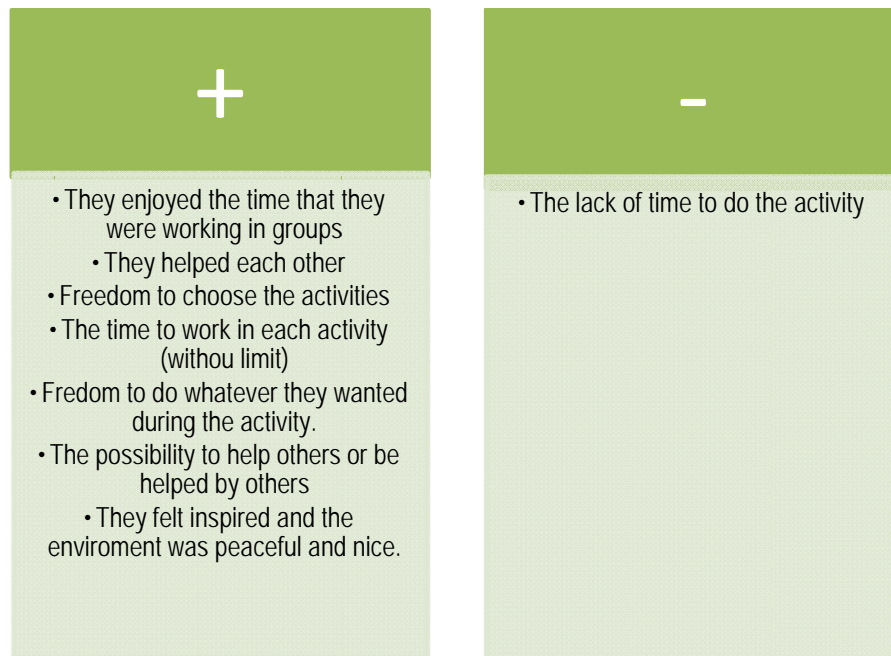 +
• They enjoyed the time that they
were working in groups
• They helped each other
• Freedom to choose the activities
• The time to work in each activity
(withou limit)
• Fredom to do whatever they wanted
during the activity.
• The possibility to help others or be
helped by others
• They felt inspired and the
enviroment was peaceful and nice.
-
• The lack of time to do the activity